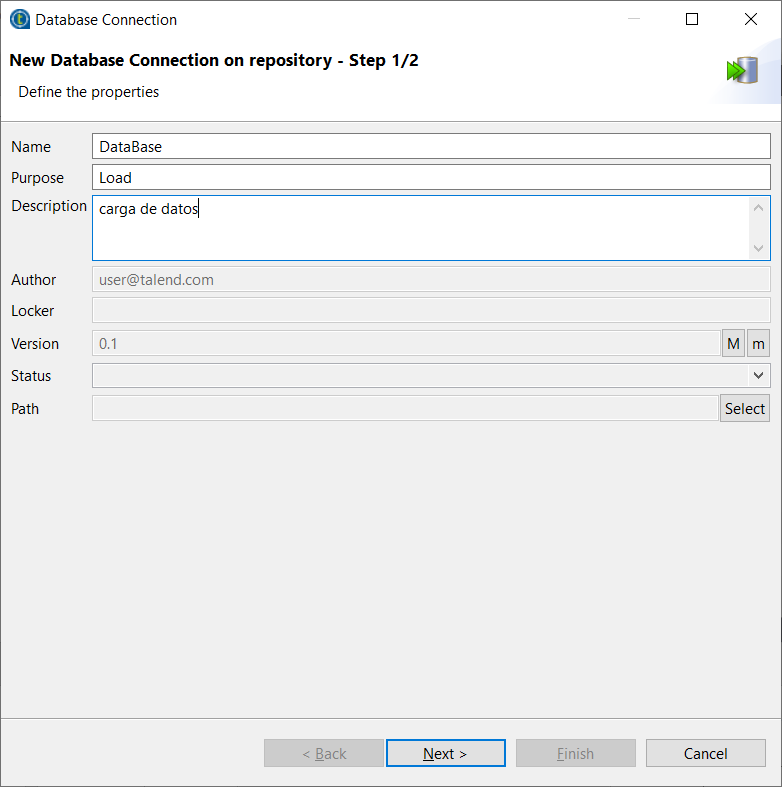 Database Connection
New Database Connection on repository - Step 1/2
Define the properties
Name DataBase
Purpose Load
Description carga de datos
Author user@talend.com
Locker
Version 0.1 M m
Status
Path Select
< Back Next > Finish Cancel